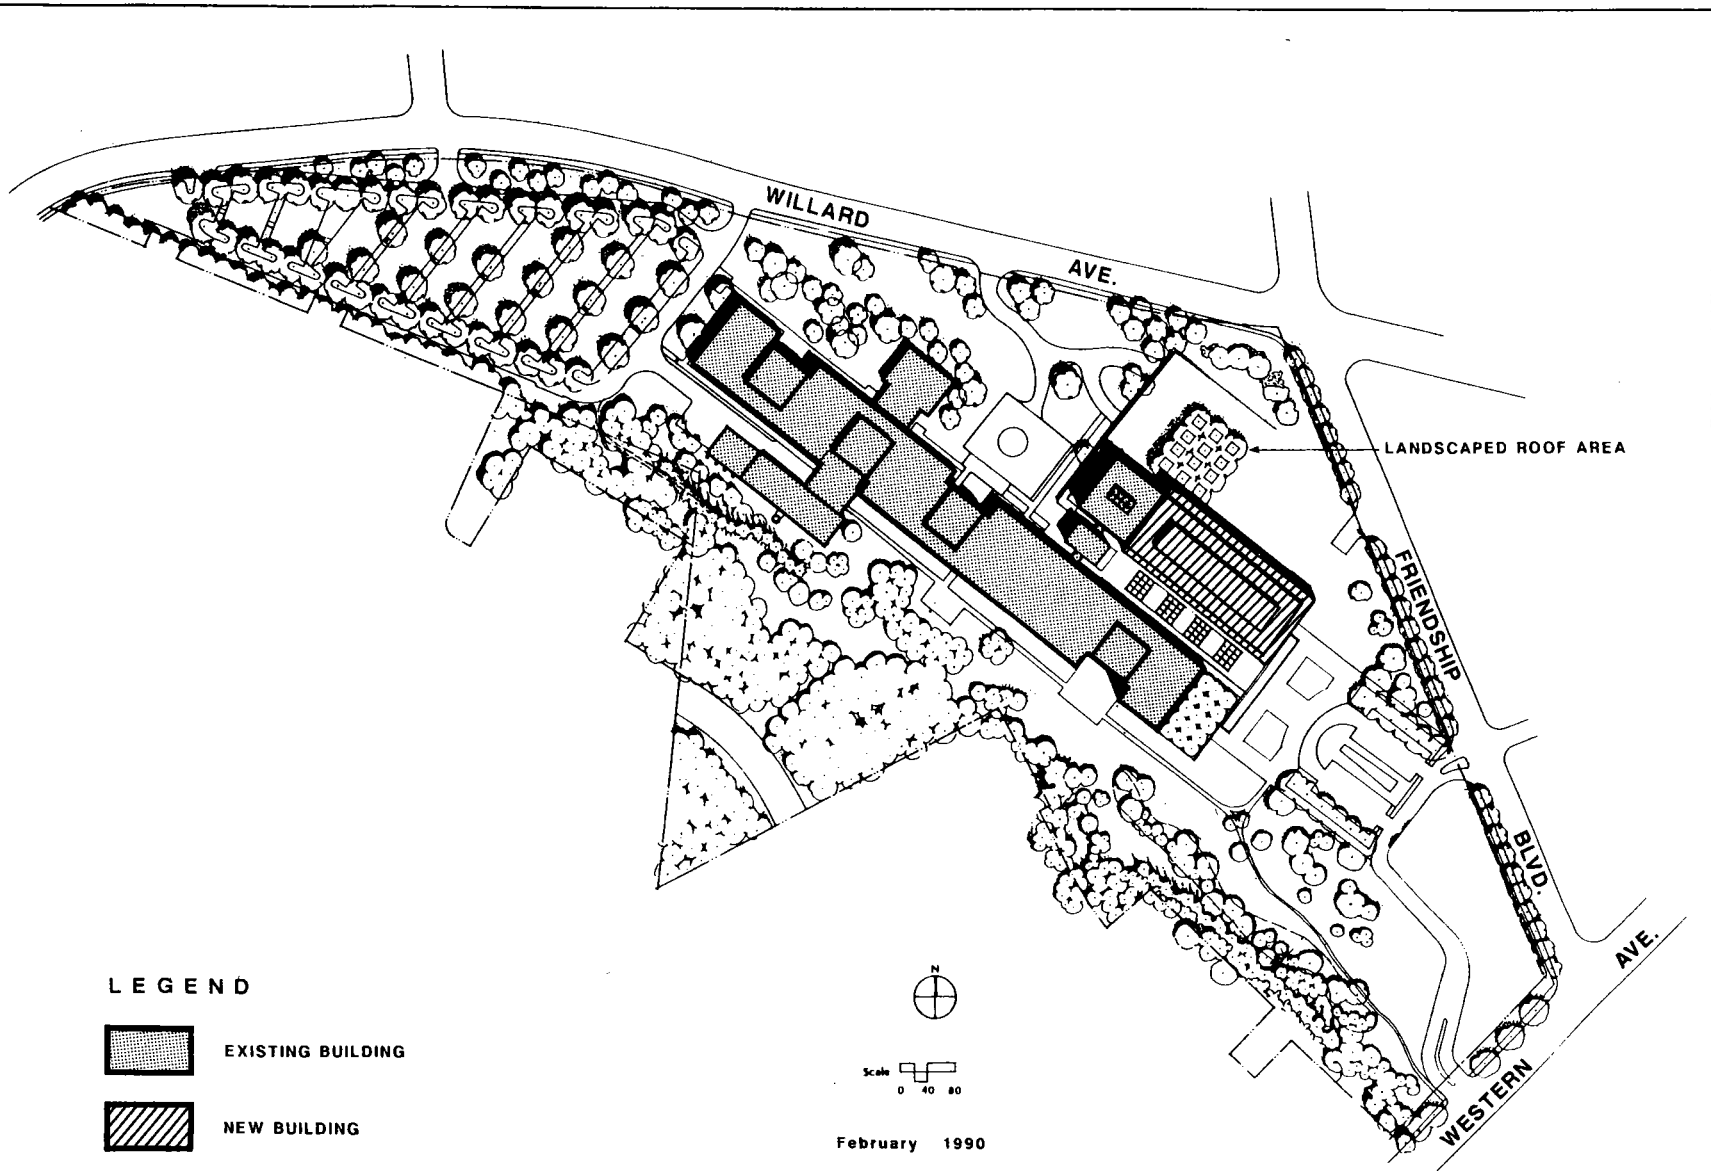 WILLARD
AVE.
LANDSCAPED ROOF AREA
FRIENDSHIP
BLVD.
AVE.
WESTERN
LEGEND
EXISTING BUILDING
NEW BUILDING
N
Scale
0 40 80
February 1990